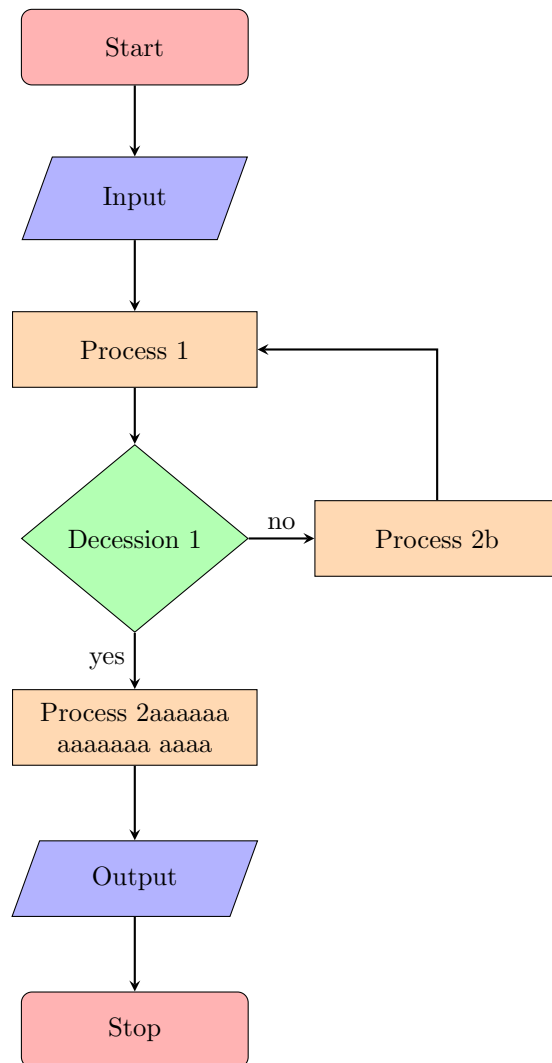 Start
Input
Process 1
Decession 1
no
Process 2b
yes
Process 2aaaaaa
aaaaaaa aaaa
Output
Stop